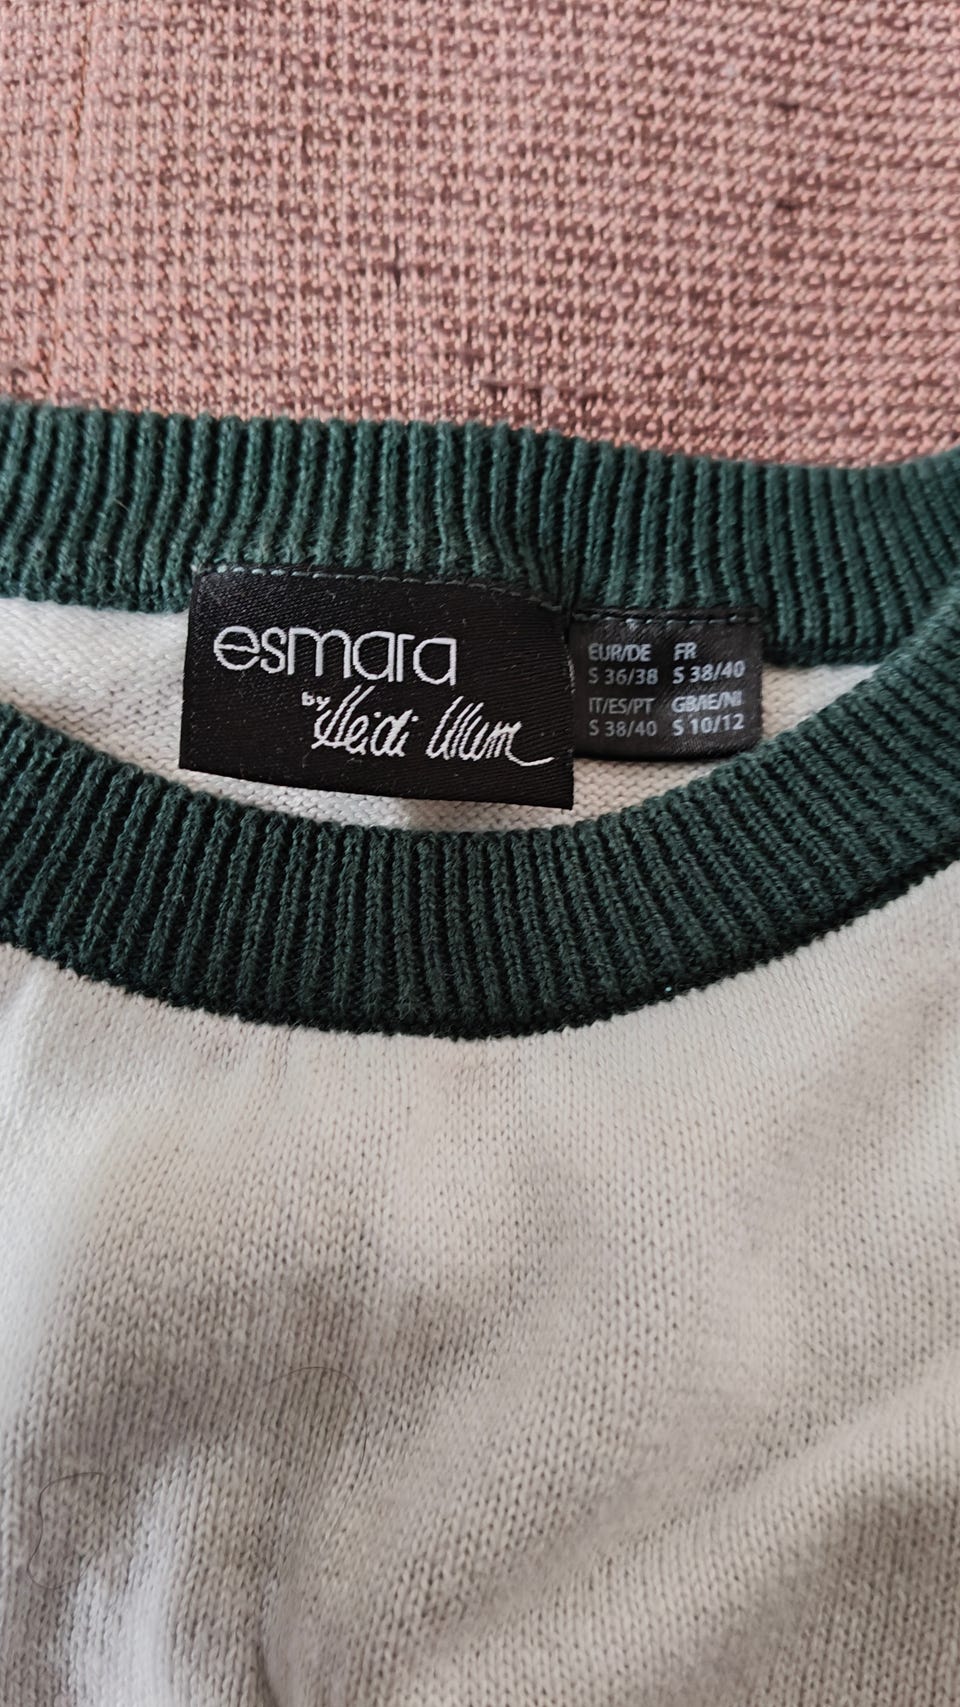 esmara
by Heidi Klum
EUR/DE FR
S 36/38 S 38/40
IT/ES/PT GB/IE/NI
S 38/40 S 10/12